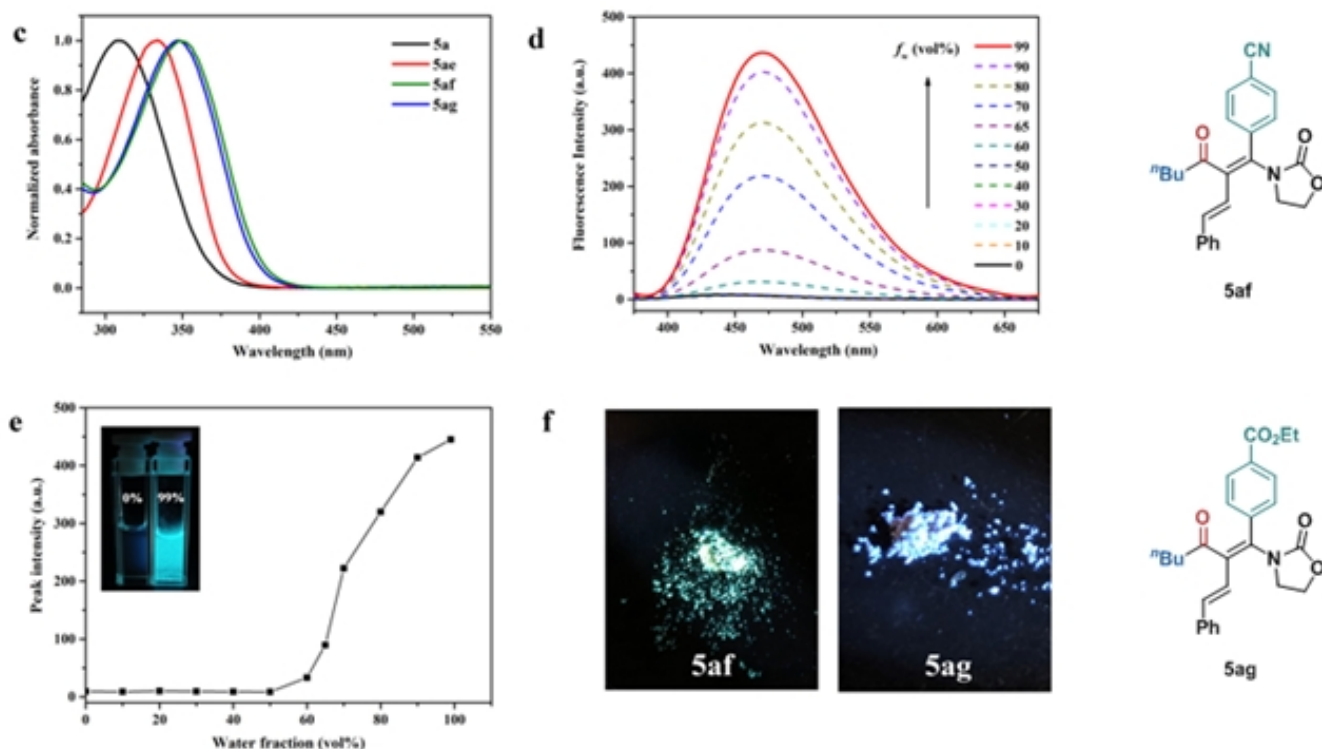 c
Normalized absorbance
1.0
0.8
0.6
0.4
0.2
0.0
300
350
400
450
500
550
Wavelength (nm)
5a
5ae
5af
5ag
d
Fluorescence Intensity (a.u.)
500
400
300
200
100
0
400
450
500
550
600
650
Wavelength (nm)
fw (vol%)
99
90
80
70
65
60
50
40
30
20
10
0
CN
O
nBu
N
O
O
Ph
5af
e
Peak intensity (a.u.)
500
400
300
200
100
0
0
20
40
60
80
100
Water fraction (vol%)
0%
99%
f
5af
5ag
CO2Et
O
nBu
N
O
O
Ph
5ag